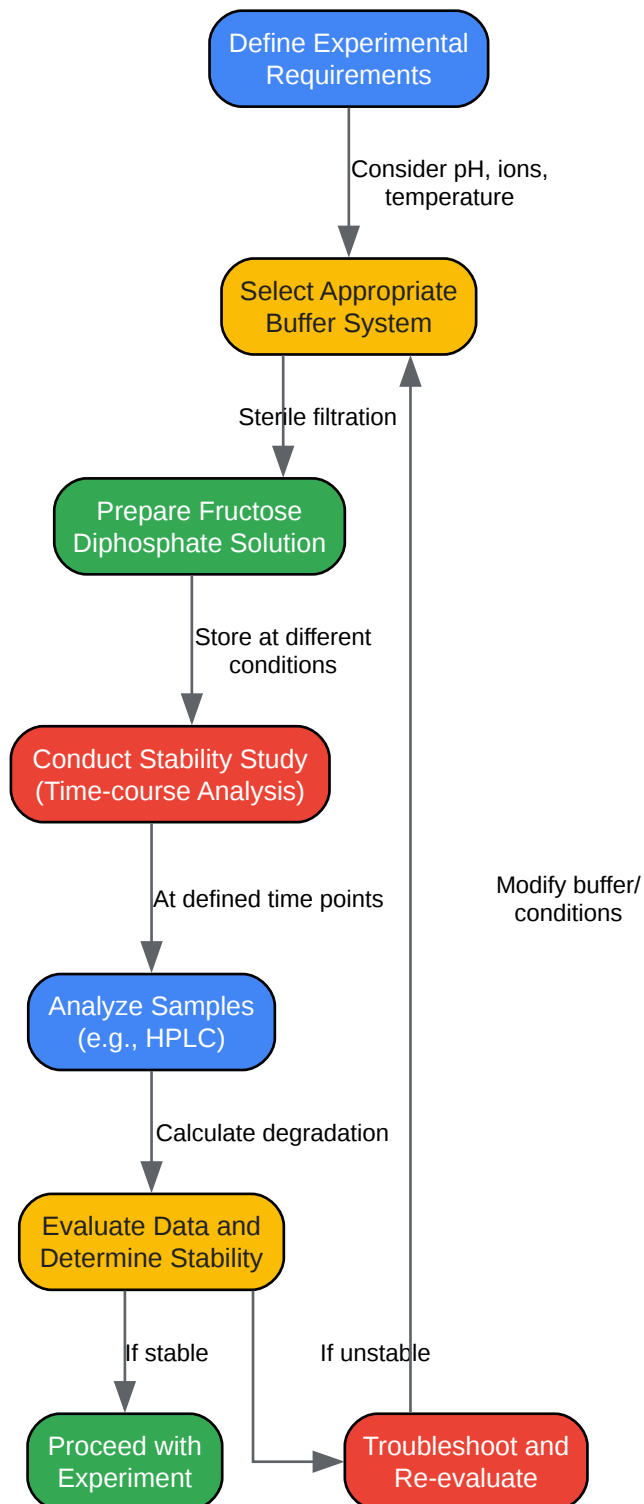 Define Experimental
Requirements
Consider pH, ions,
temperature
Select Appropriate
Buffer System
Sterile filtration
Prepare Fructose
Diphosphate Solution
Store at different
conditions
Conduct Stability Study
(Time-course Analysis)
At defined time points
Modify buffer/
conditions
Analyze Samples
(e.g., HPLC)
Calculate degradation
Evaluate Data and
Determine Stability
If stable
If unstable
Proceed with
Experiment
Troubleshoot and
Re-evaluate